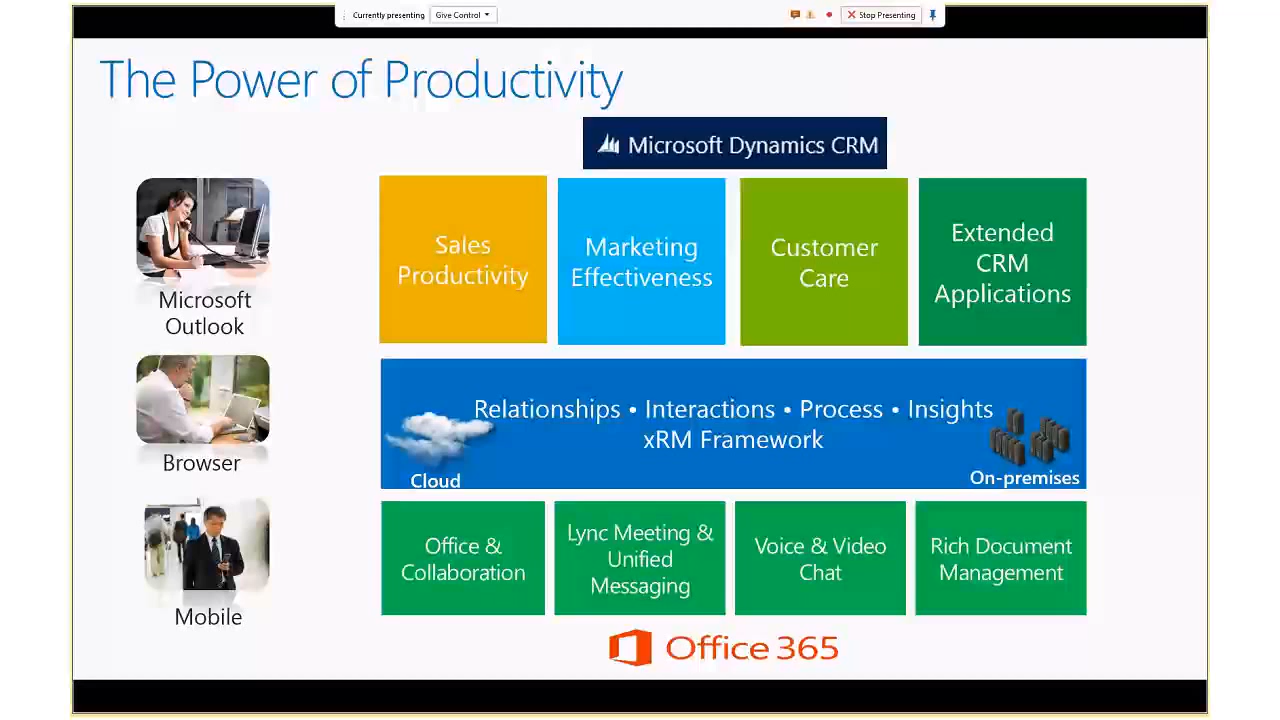 Currently presenting
Give Control
Stop Presenting
The Power of Productivity
Microsoft Dynamics CRM
Microsoft
Outlook
Browser
Mobile
Sales
Productivity
Marketing
Effectiveness
Customer
Care
Extended
CRM
Applications
Relationships • Interactions • Process • Insights
xRM Framework
Cloud
On-premises
Office &
Collaboration
Lync Meeting &
Unified
Messaging
Voice & Video
Chat
Rich Document
Management
Office 365